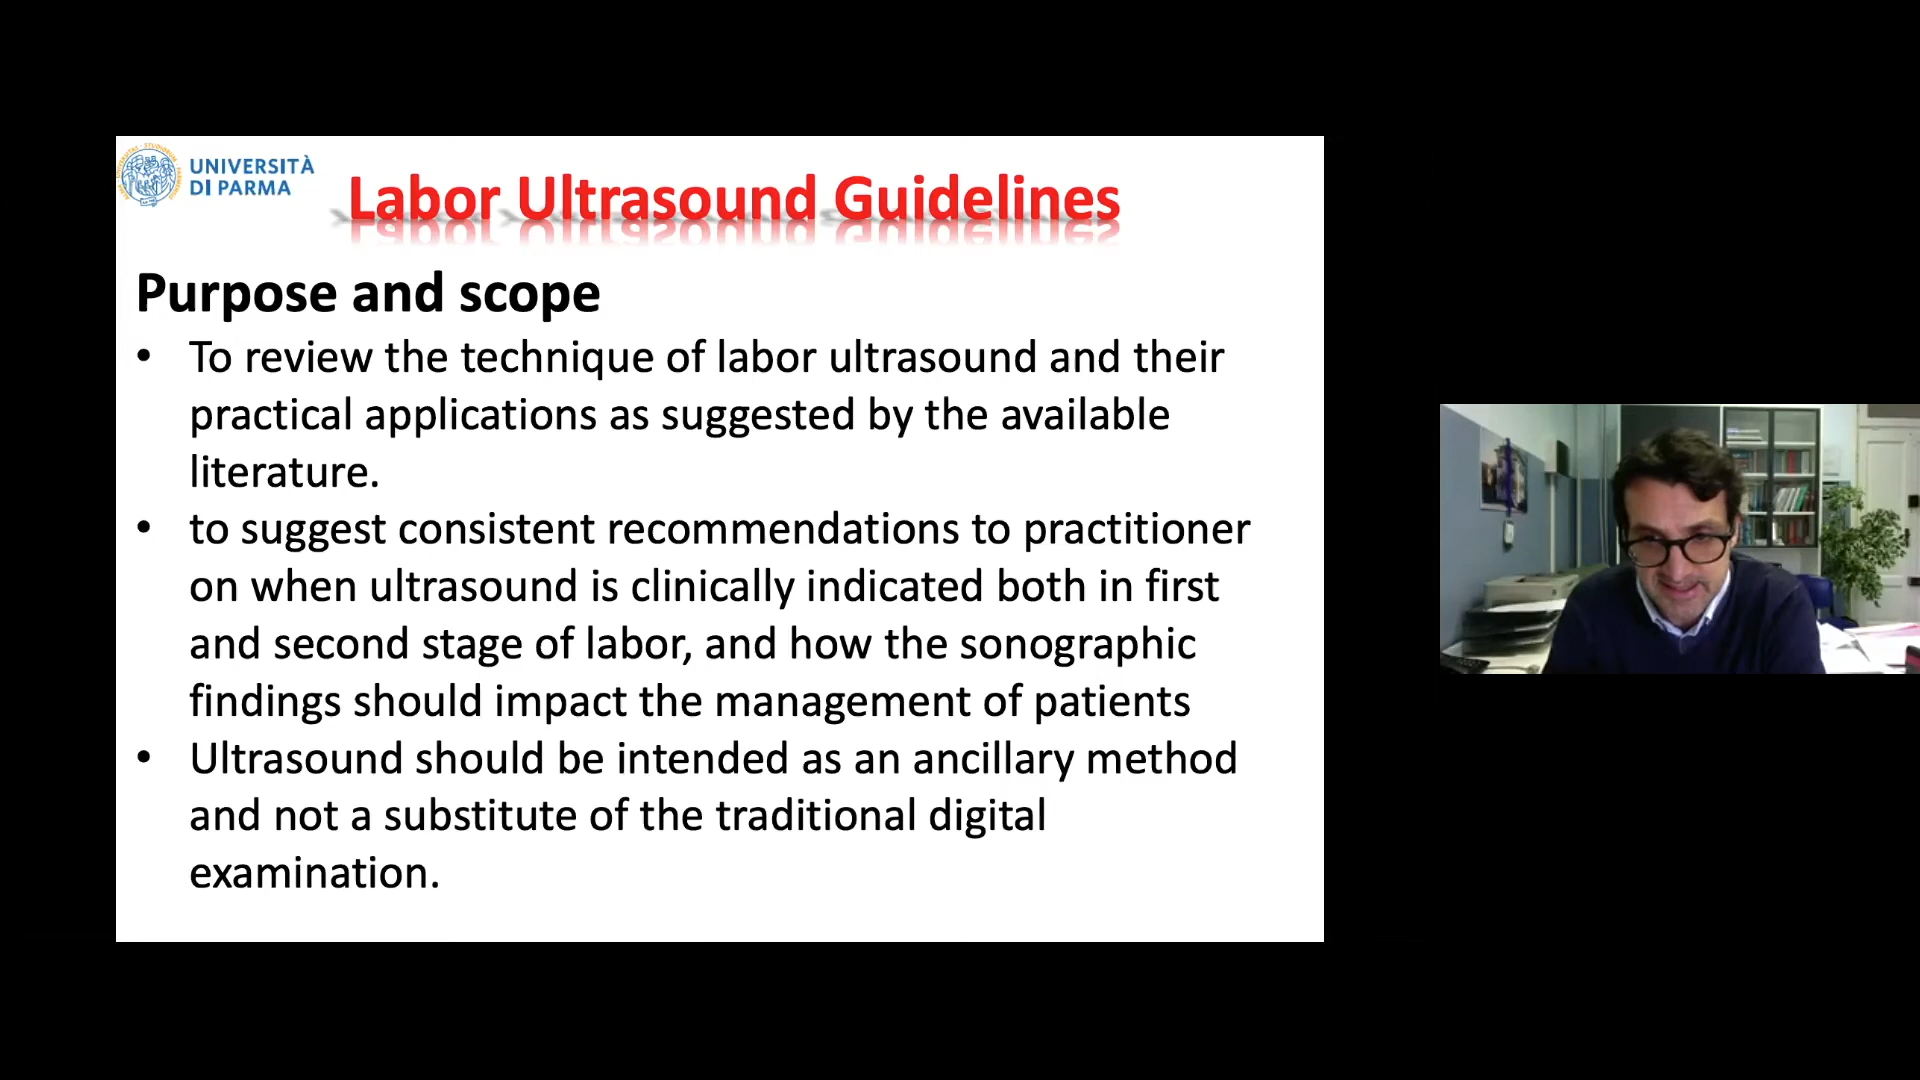 UNIVERSITÀ
DI PARMA
Labor Ultrasound Guidelines
Purpose and scope
• To review the technique of labor ultrasound and their
practical applications as suggested by the available
literature.
• to suggest consistent recommendations to practitioner
on when ultrasound is clinically indicated both in first
and second stage of labor, and how the sonographic
findings should impact the management of patients
• Ultrasound should be intended as an ancillary method
and not a substitute of the traditional digital
examination.